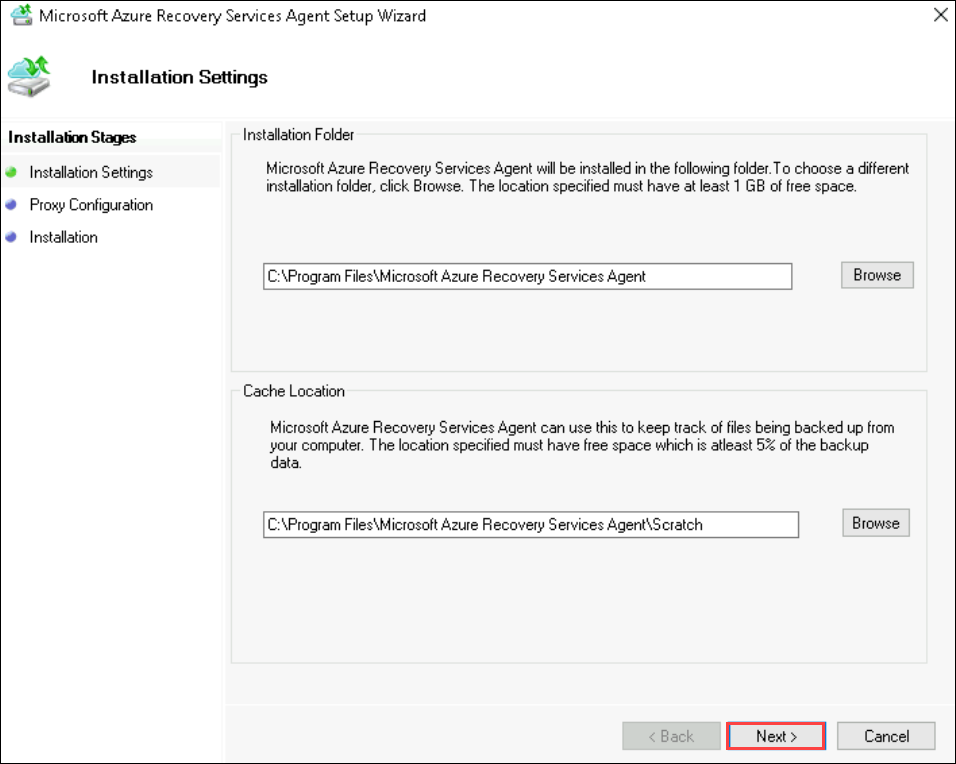 Microsoft Azure Recovery Services Agent Setup Wizard
Installation Settings
Installation Stages
Installation Settings
Proxy Configuration
Installation
Installation Folder
Microsoft Azure Recovery Services Agent will be installed in the following folder.To choose a different
installation folder, click Browse. The location specified must have at least 1 GB of free space.
C:\Program Files\Microsoft Azure Recovery Services Agent
Browse
Cache Location
Microsoft Azure Recovery Services Agent can use this to keep track of files being backed up from
your computer. The location specified must have free space which is atleast 5% of the backup
data.
C:\Program Files\Microsoft Azure Recovery Services Agent\Scratch
Browse
< Back
Next >
Cancel